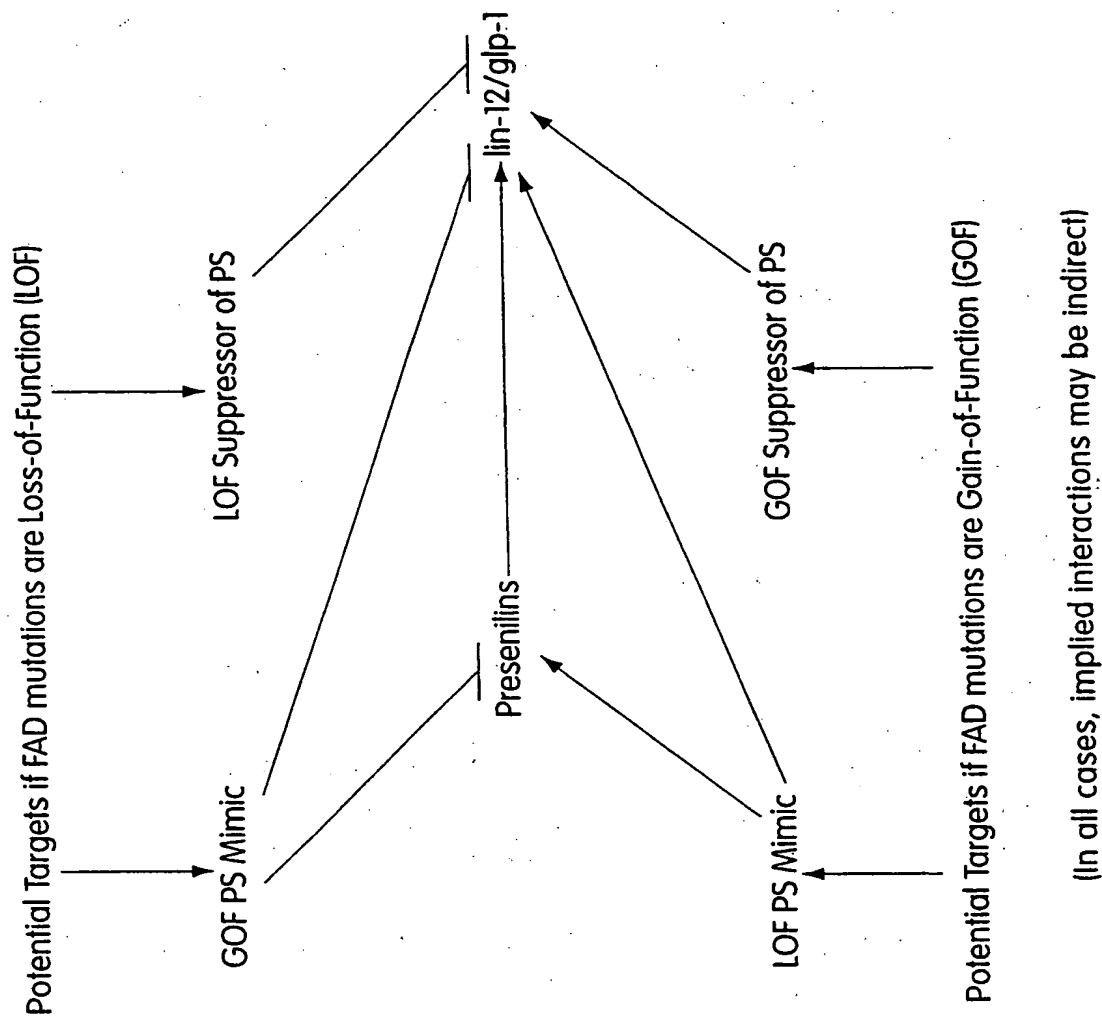 Potential Targets if FAD mutations are Loss-of-Function (LOF)
GOF PS Mimic
LOF Suppressor of PS
Presenilins
lin-12/glp-1
LOF PS Mimic
GOF Suppressor of PS
Potential Targets if FAD mutations are Gain-of-Function (GOF)
(In all cases, implied interactions may be indirect)